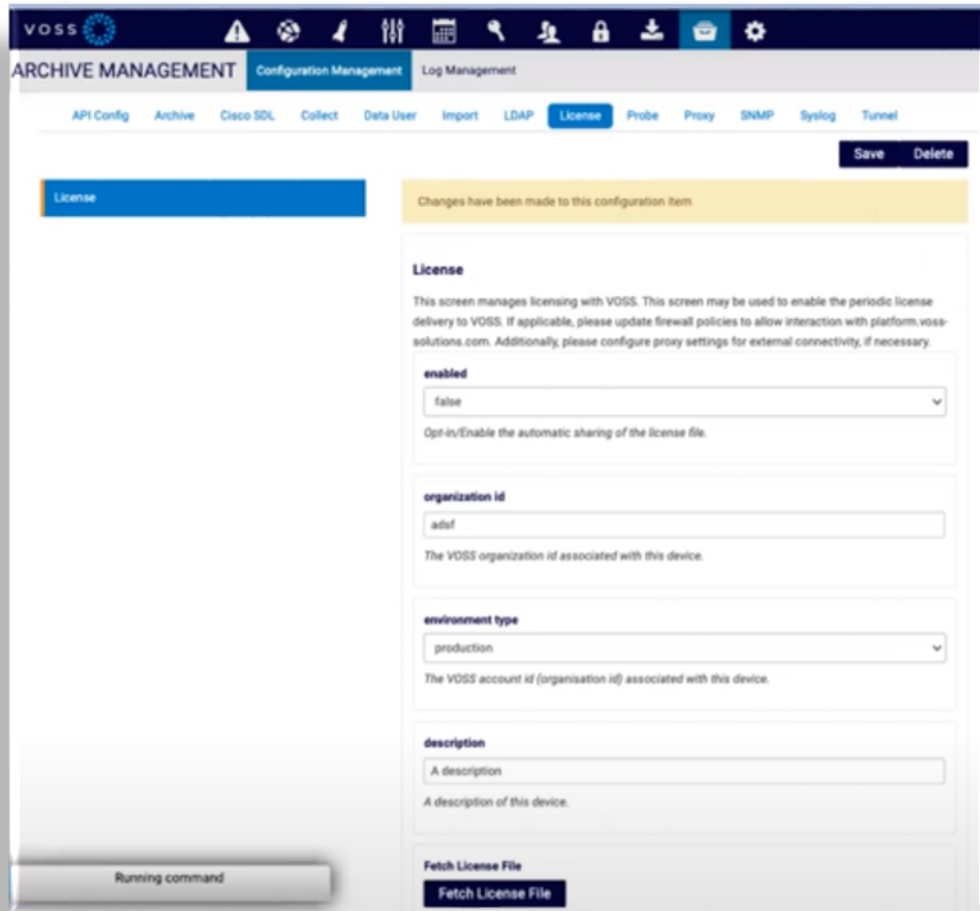 VOSS
ARCHIVE MANAGEMENT Configuration Management Log Management
API Config Archive Cisco SDL Collect Data User Import LDAP License Probe Proxy SNMP Syslog Tunnel
Save Delete
License
Changes have been made to this configuration item
License
This screen manages licensing with VOSS. This screen may be used to enable the periodic license
delivery to VOSS. If applicable, please update firewall policies to allow interaction with platform.voss-
solutions.com. Additionally, please configure proxy settings for external connectivity, if necessary.
enabled
false
Opt-in/Enable the automatic sharing of the license file.
organization id
adsf
The VOSS organization id associated with this device.
environment type
production
The VOSS account id (organisation id) associated with this device.
description
A description
A description of this device.
Fetch License File
Fetch License File
Running command